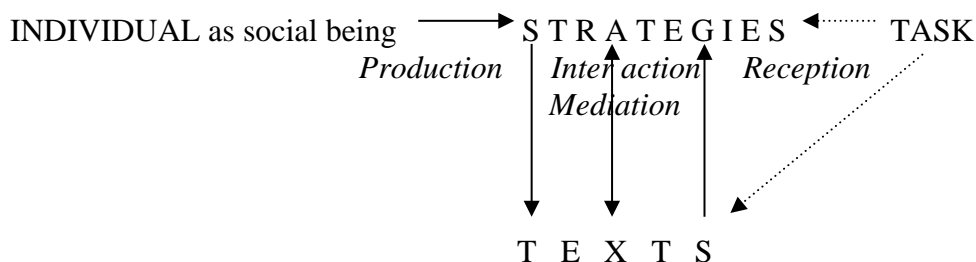 INDIVIDUAL as social being S T R A T E G I E S TASK
Production Inter action Reception
Mediation
T E X T S